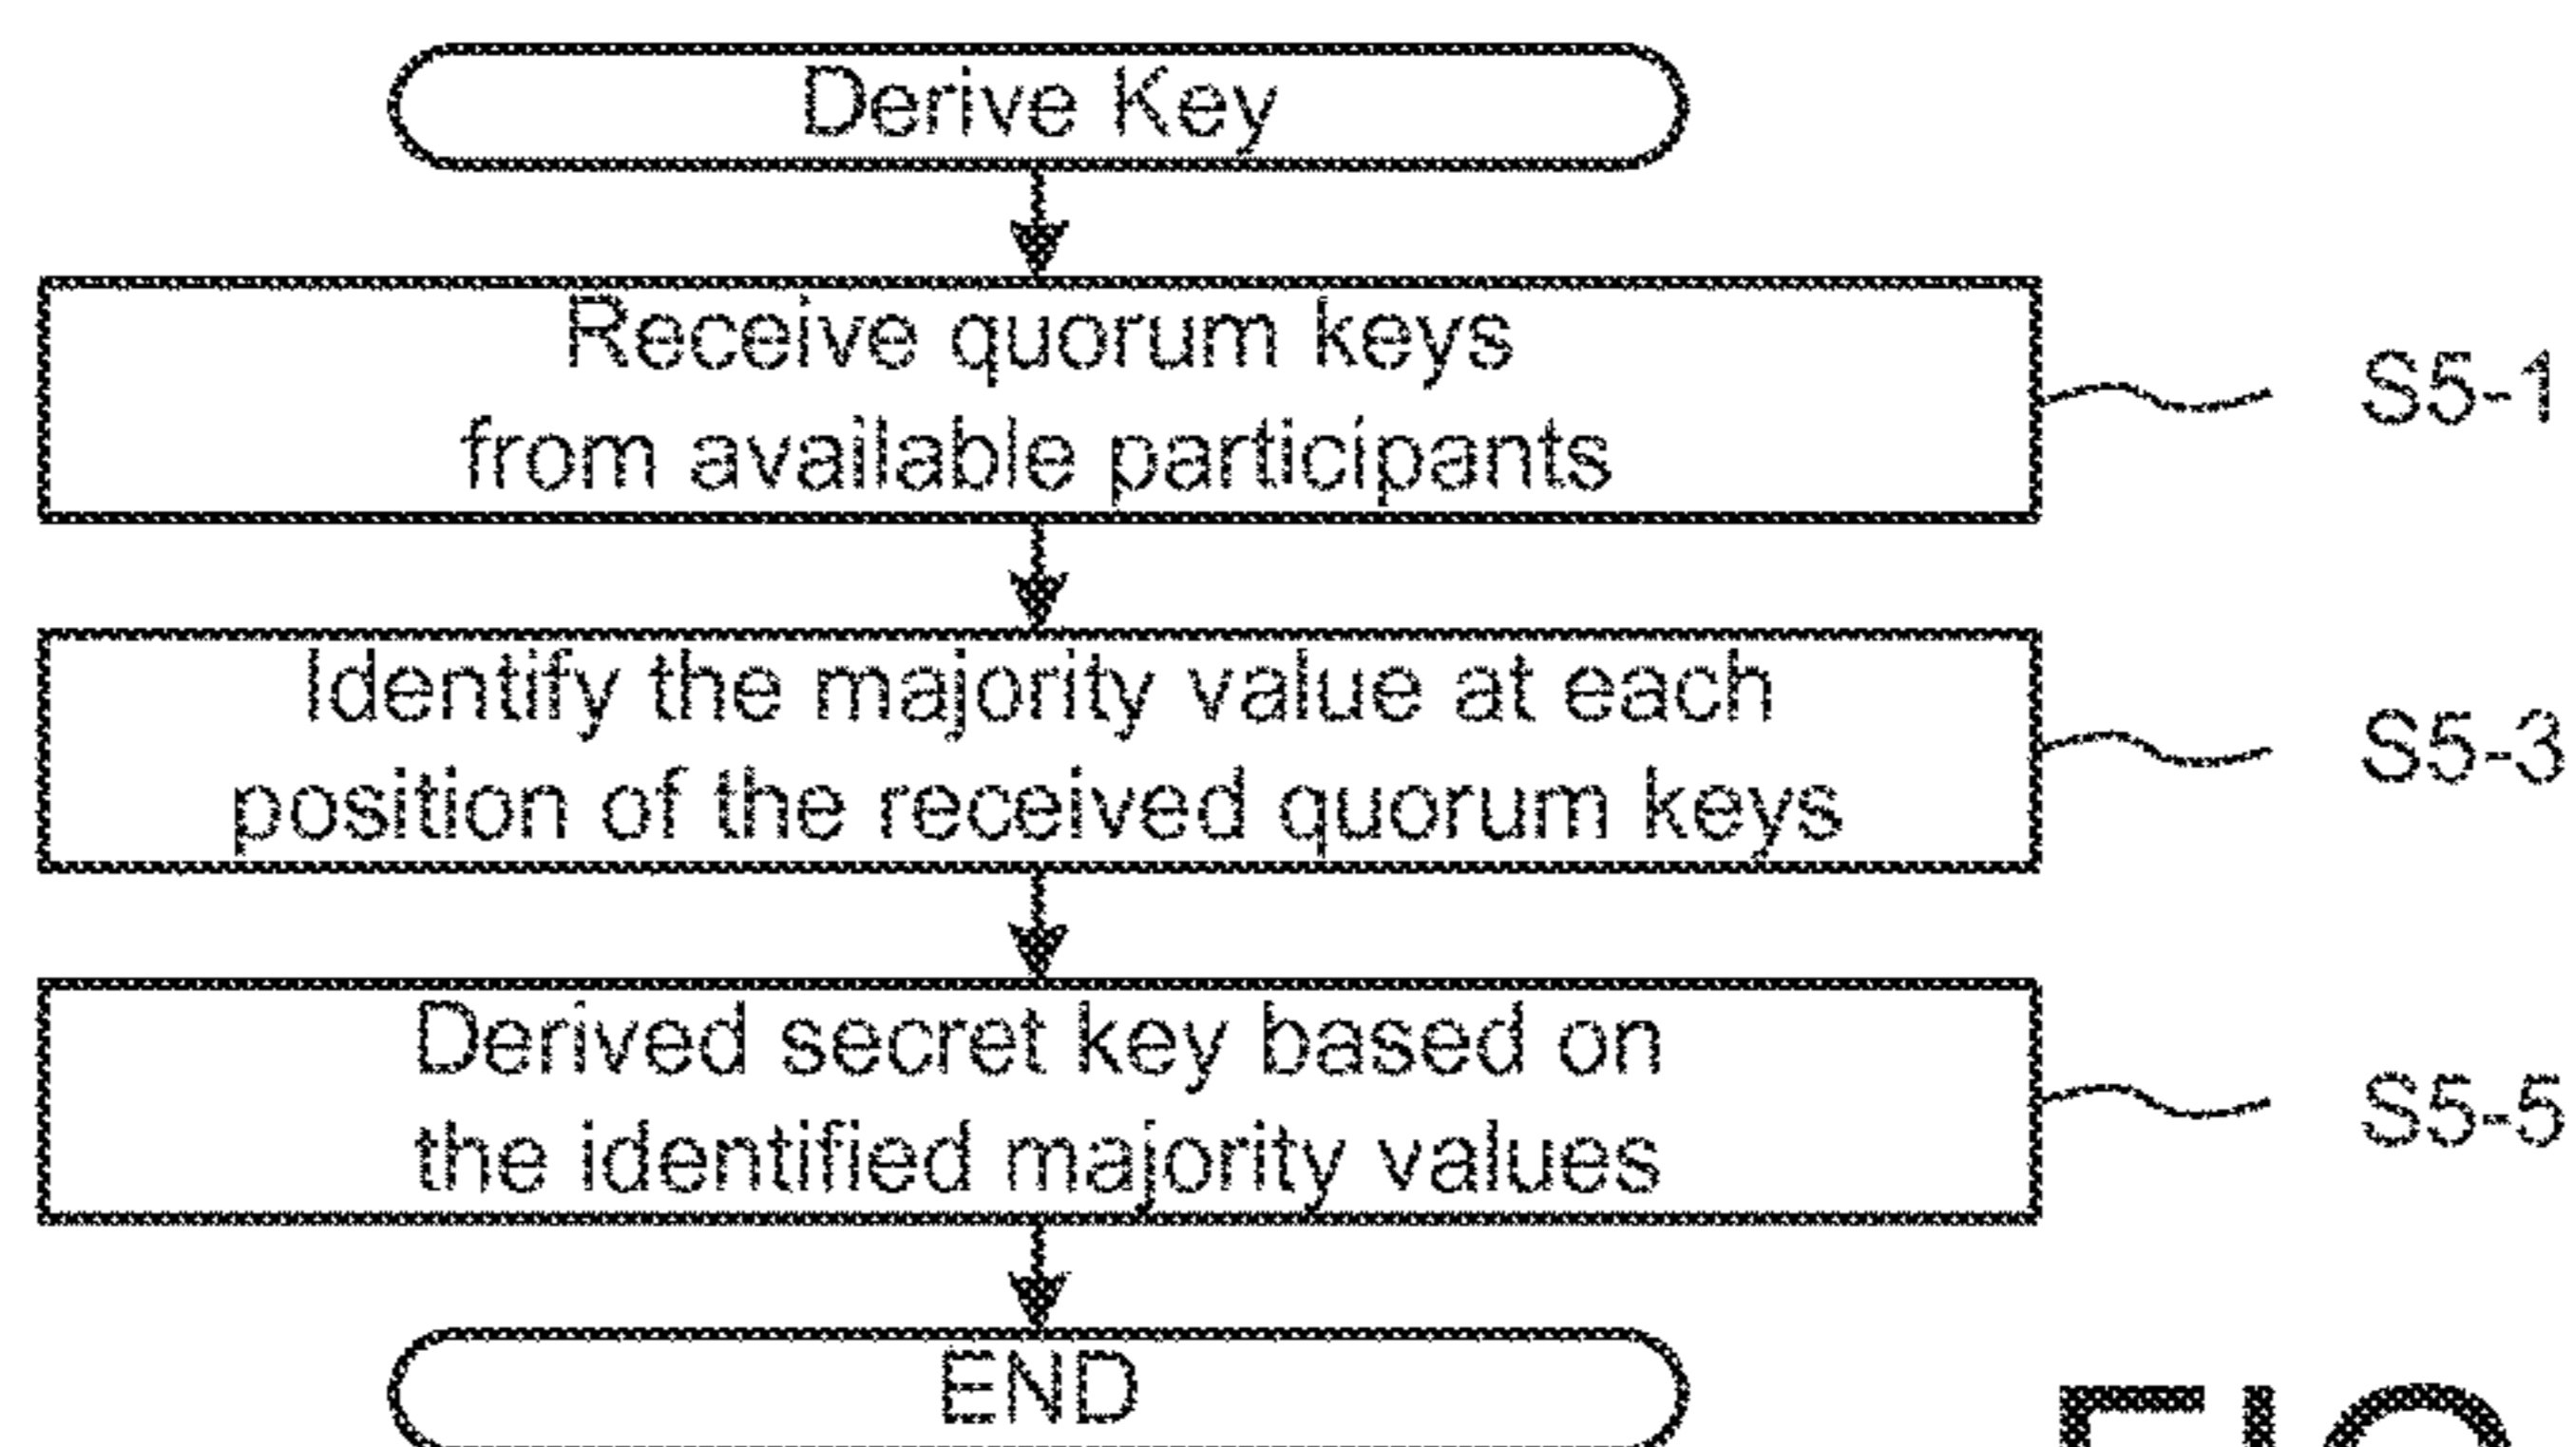 Derive Key
Receive quorum keys
from available participants
S5-1
Identify the majority value at each
position of the received quorum keys
S5-3
Derived secret key based on
the identified majority values
S5-5
END